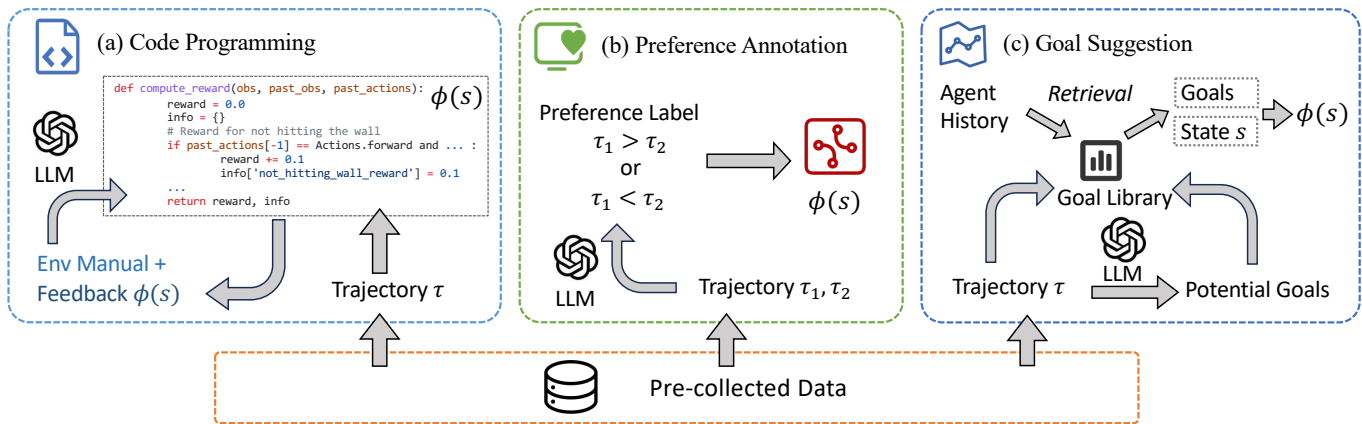 (a) Code Programming
def compute_reward(obs, past_obs, past_actions):
reward = 0.0
info = {}
# Reward for not hitting the wall
if past_actions[-1] == Actions.forward and ... :
reward += 0.1
info['not_hitting_wall_reward'] = 0.1
...
return reward, info
ϕ(s)
LLM
Env Manual +
Feedback ϕ(s)
Trajectory τ
(b) Preference Annotation
Preference Label
τ₁ > τ₂
or
τ₁ < τ₂
ϕ(s)
LLM
Trajectory τ₁, τ₂
(c) Goal Suggestion
Agent
History
Retrieval
Goals
State s
ϕ(s)
Goal Library
LLM
Trajectory τ
Potential Goals
Pre-collected Data